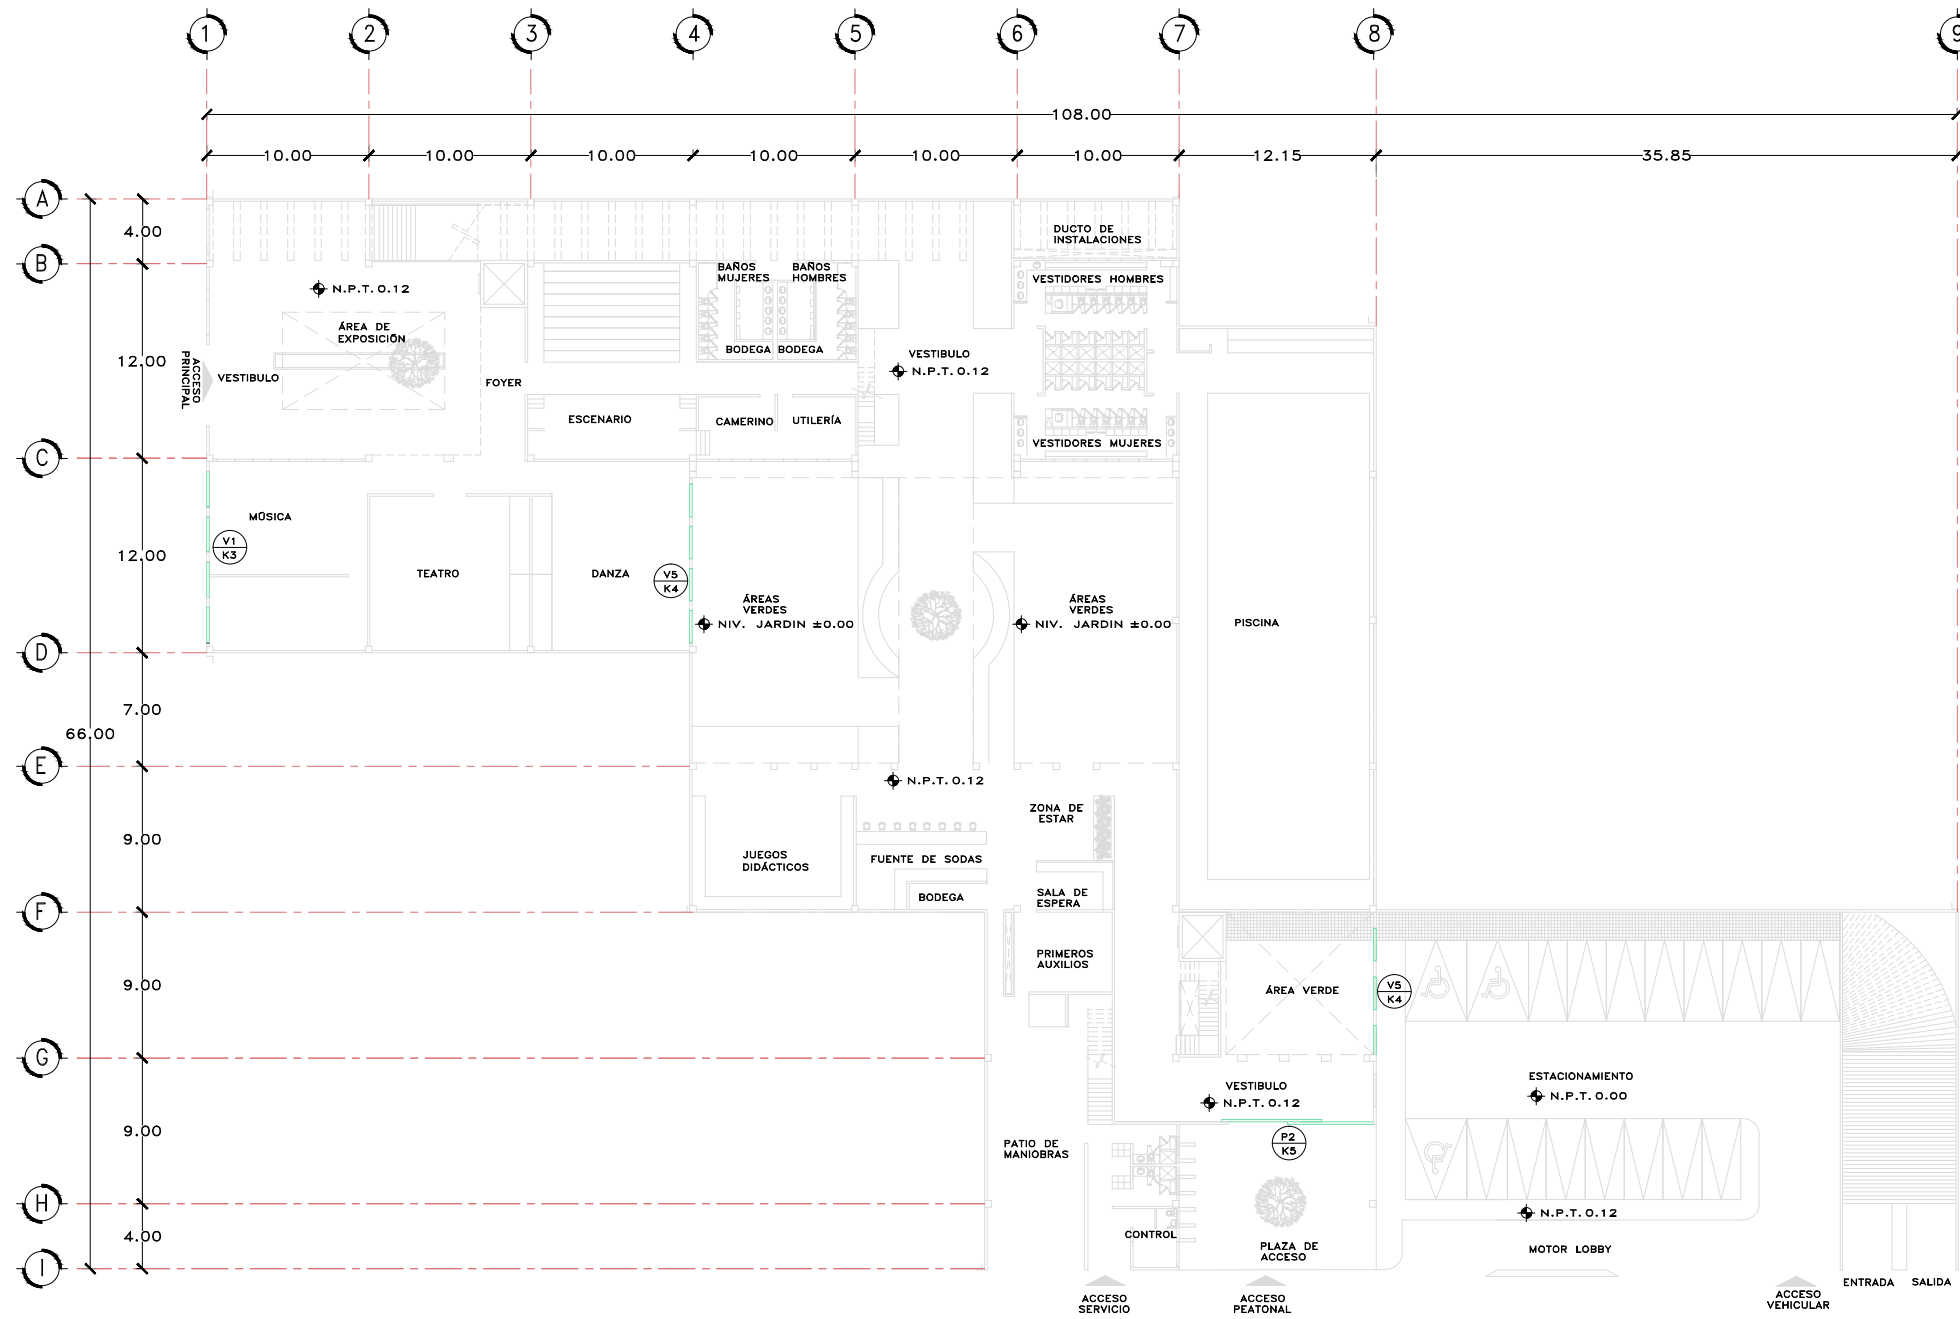 1 2 3 4 5 6 7 8 9
108.00
10.00 10.00 10.00 10.00 10.00 10.00 12.15 35.85
A
4.00
B
12.00
C
12.00
D
7.00
66.00
E
9.00
F
9.00
G
9.00
H
4.00
I
DUCTO DE
INSTALACIONES
BAÑOS
MUJERES
BAÑOS
HOMBRES
VESTIDORES HOMBRES
N.P.T. 0.12
ÁREA DE
EXPOSICIÓN
BODEGA
BODEGA
VESTIBULO
N.P.T. 0.12
ACCESO
PRINCIPAL
VESTIBULO
FOYER
ESCENARIO
CAMERINO
UTILERÍA
VESTIDORES MUJERES
MÚSICA
V1
K3
TEATRO
DANZA
V5
K4
ÁREAS
VERDES
NIV. JARDIN ±0.00
ÁREAS
VERDES
NIV. JARDIN ±0.00
PISCINA
N.P.T. 0.12
ZONA DE
ESTAR
JUEGOS
DIDÁCTICOS
FUENTE DE SODAS
BODEGA
SALA DE
ESPERA
PRIMEROS
AUXILIOS
ÁREA VERDE
V5
K4
ESTACIONAMIENTO
N.P.T. 0.00
VESTIBULO
N.P.T. 0.12
P2
K5
PATIO DE
MANIOBRAS
N.P.T. 0.12
CONTROL
PLAZA DE
ACCESO
MOTOR LOBBY
ENTRADA
SALIDA
ACCESO
SERVICIO
ACCESO
PEATONAL
ACCESO
VEHICULAR